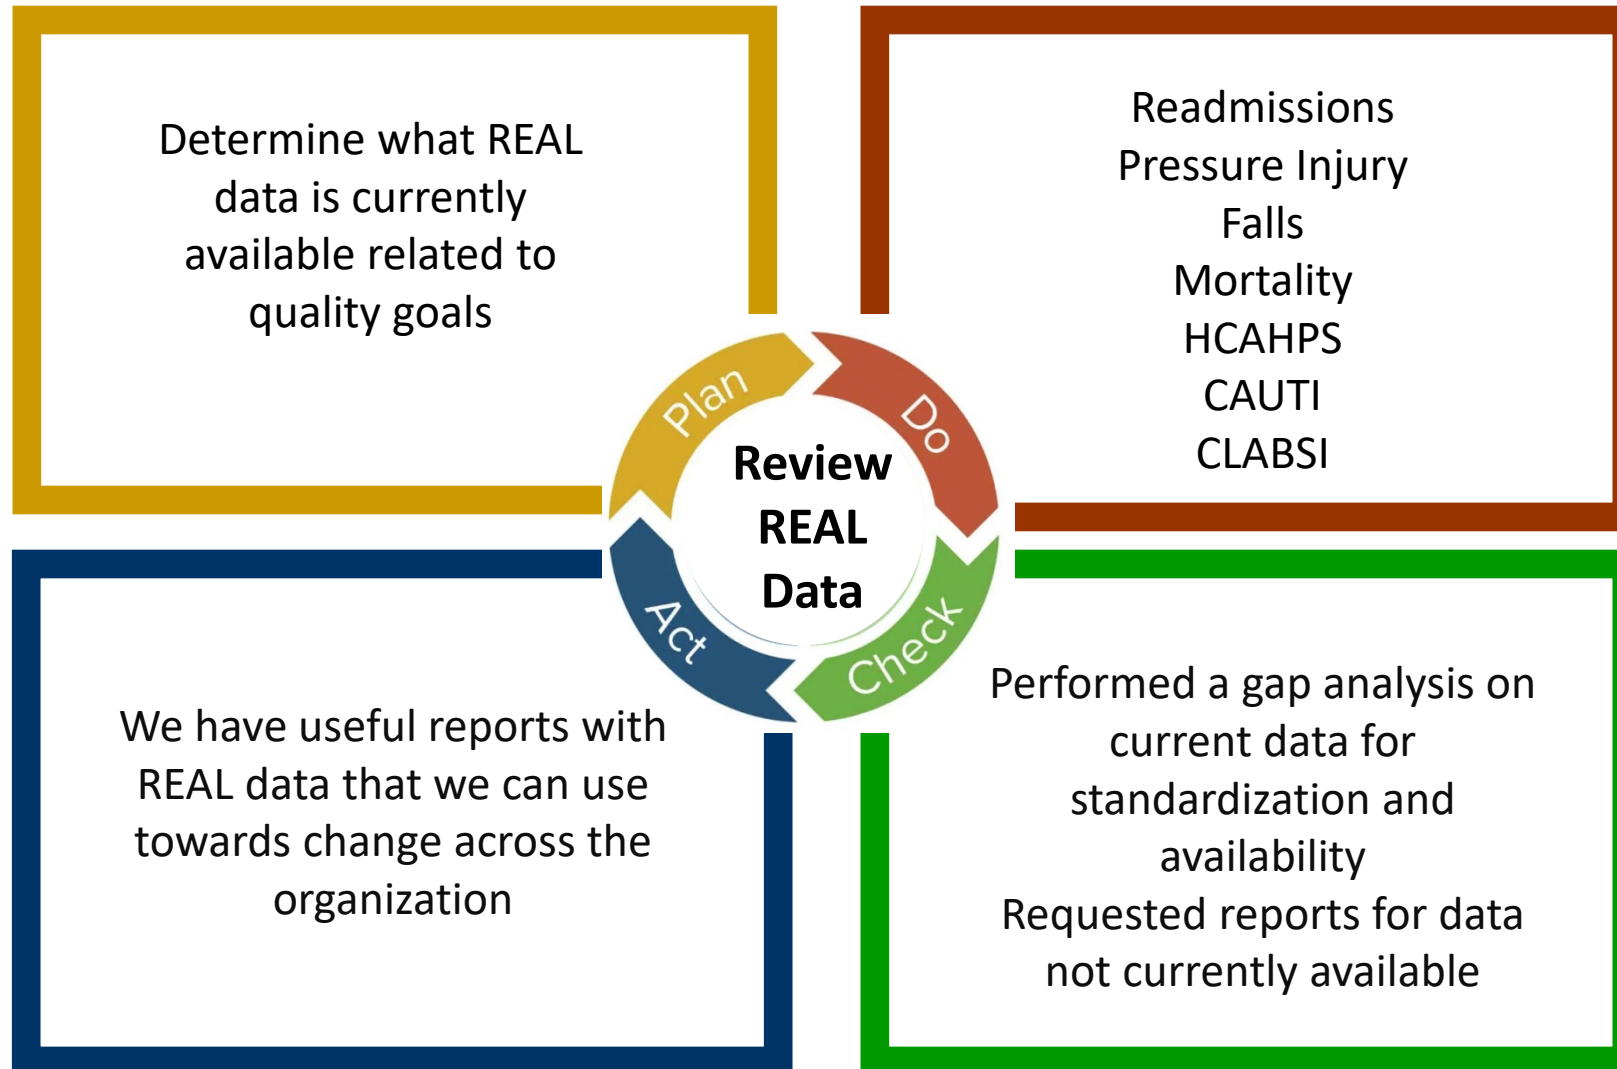 Determine what REAL
data is currently
available related to
quality goals
Readmissions
Pressure Injury
Falls
Mortality
HCAHPS
CAUTI
CLABSI
Plan
Do
Review
REAL
Data
Act
Check
We have useful reports with
REAL data that we can use
towards change across the
organization
Performed a gap analysis on
current data for
standardization and
availability
Requested reports for data
not currently available